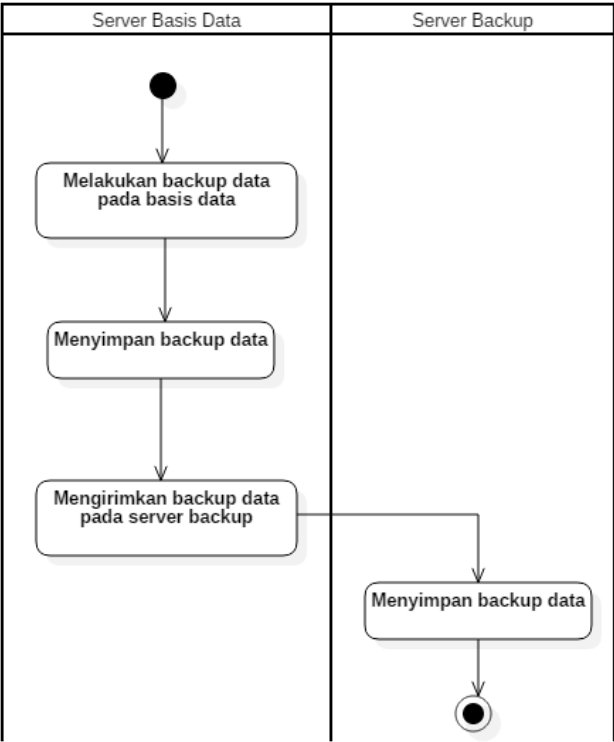 Server Basis Data
Server Backup
Melakukan backup data
pada basis data
Menyimpan backup data
Mengirimkan backup data
pada server backup
Menyimpan backup data